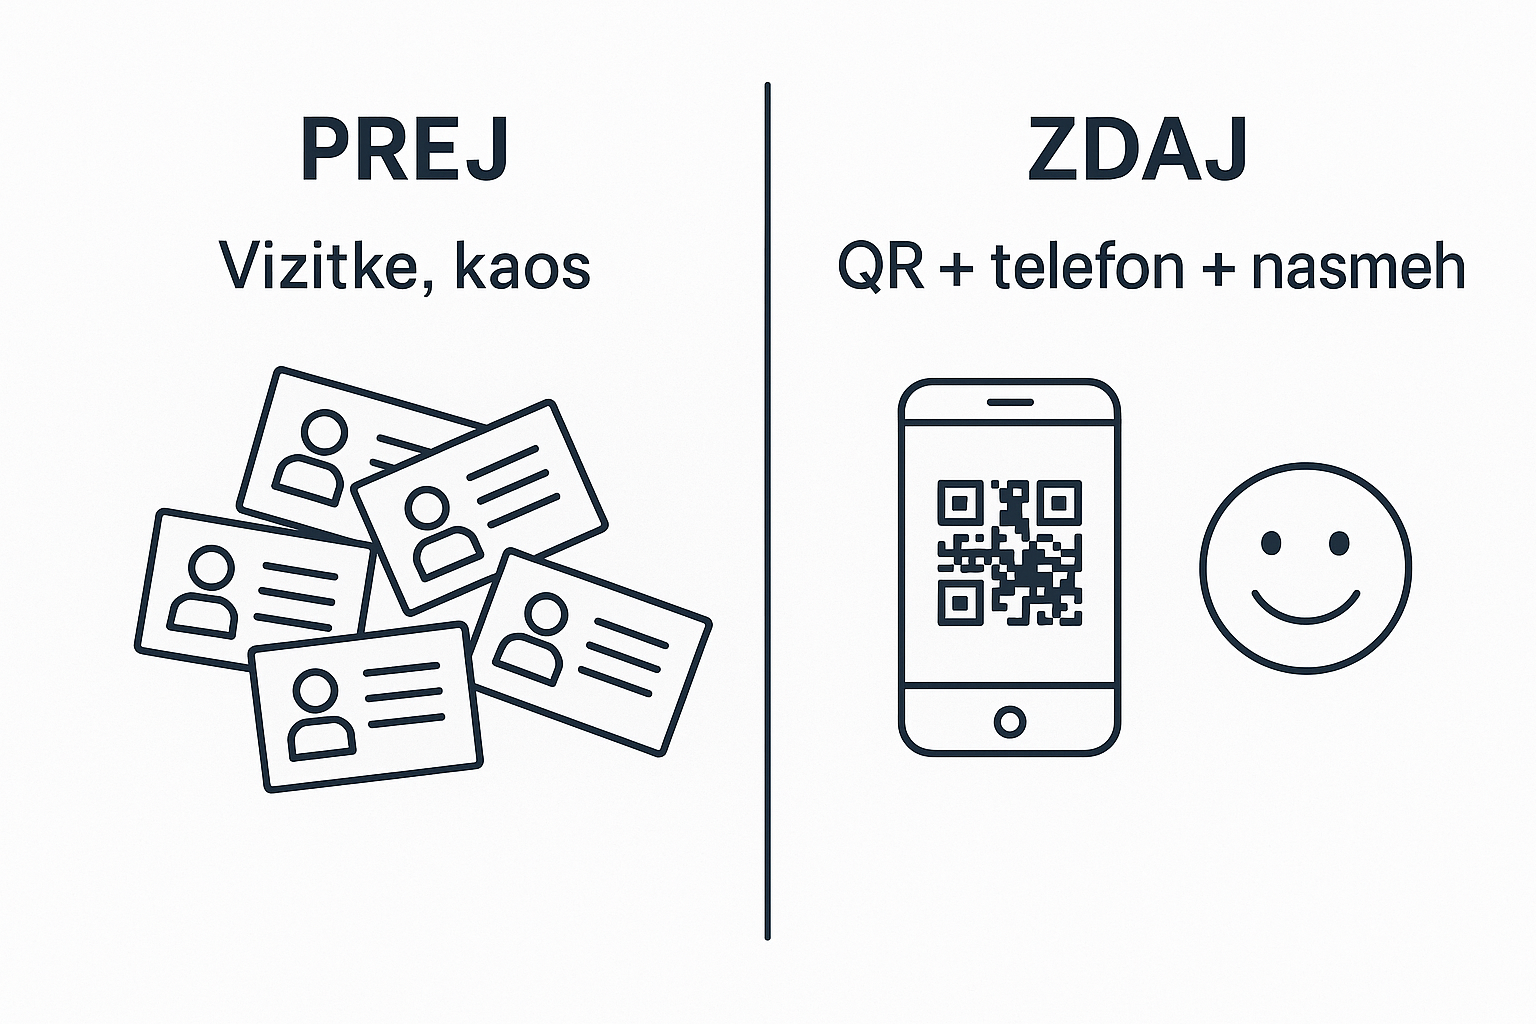 PREJ
Vizitke, kaos
ZDAJ
QR + telefon + nasmeh